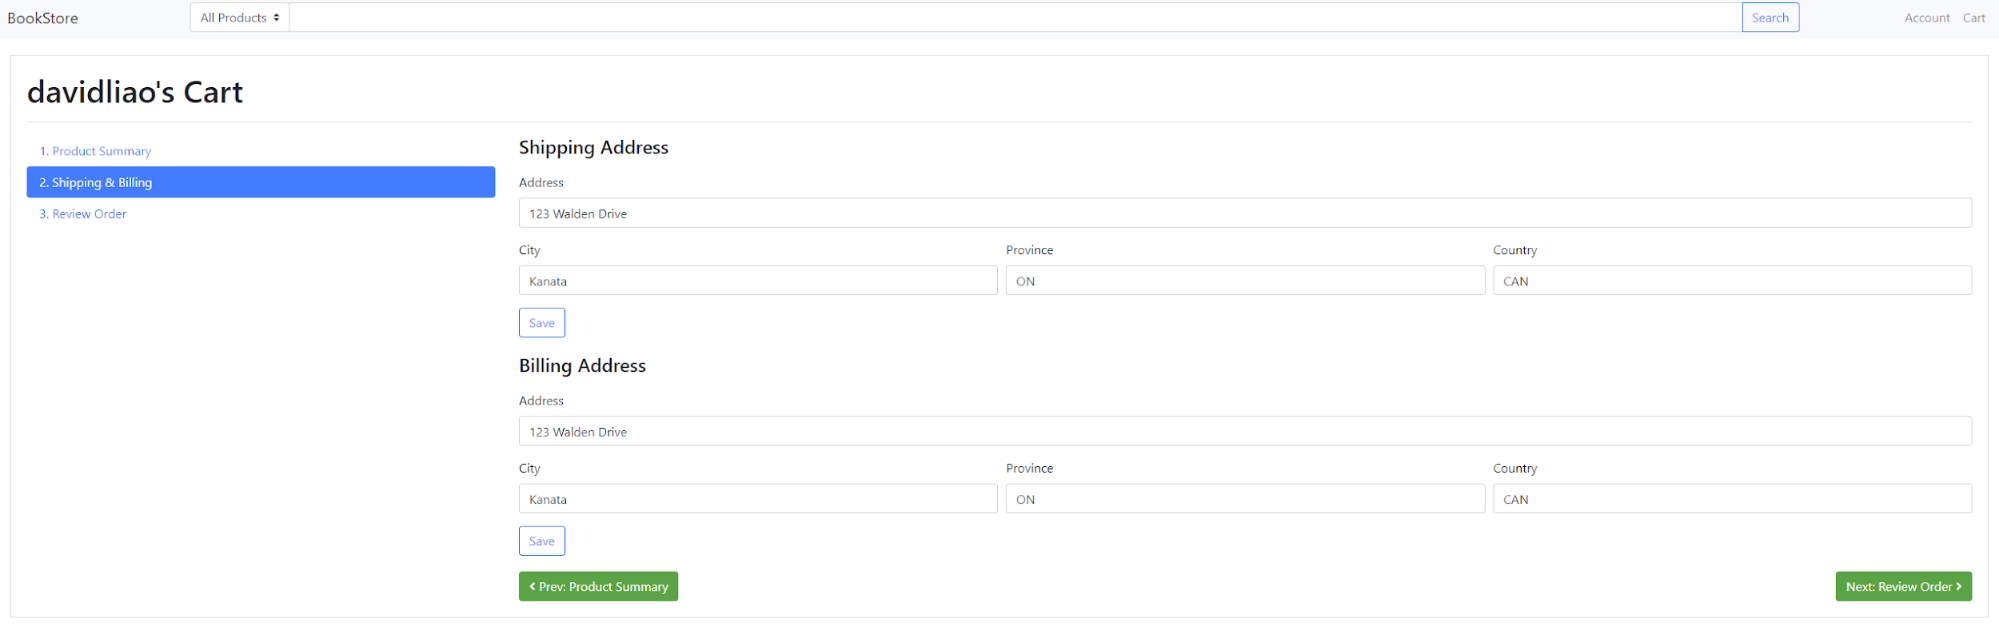 BookStore
All Products
Search
Account Cart
davidliao's Cart
1. Product Summary
2. Shipping & Billing
3. Review Order
Shipping Address
Address
123 Walden Drive
City Province Country
Kanata ON CAN
Save
Billing Address
Address
123 Walden Drive
City Province Country
Kanata ON CAN
Save
Prev: Product Summary
Next: Review Order